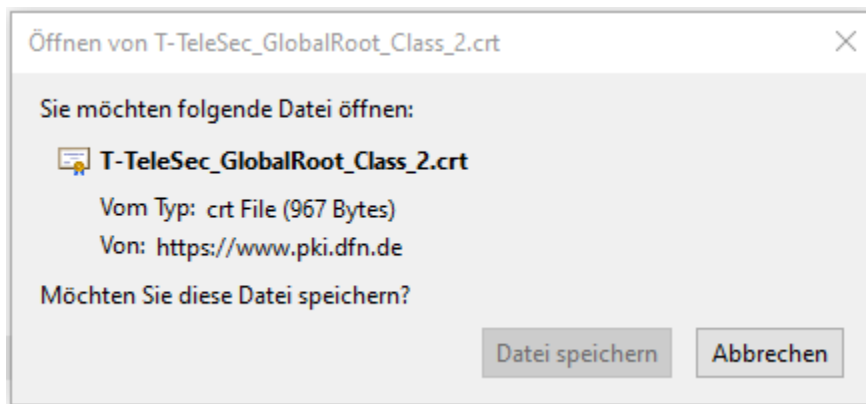 Öffnen von T-TeleSec_GlobalRoot_Class_2.crt
Sie möchten folgende Datei öffnen:
T-TeleSec_GlobalRoot_Class_2.crt
Vom Typ: crt File (967 Bytes)
Von: https://www.pki.dfn.de
Möchten Sie diese Datei speichern?
Datei speichern Abbrechen